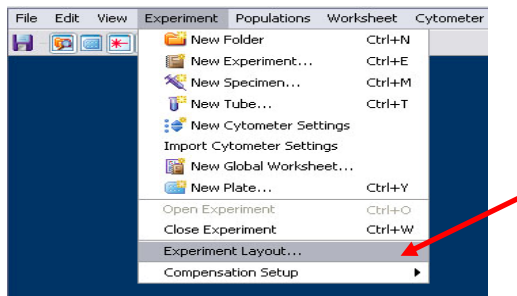 File Edit View Experiment Populations Worksheet Cytometer
New Folder Ctrl+N
New Experiment... Ctrl+E
New Specimen... Ctrl+M
New Tube... Ctrl+T
New Cytometer Settings
Import Cytometer Settings
New Global Worksheet...
New Plate... Ctrl+Y
Open Experiment Ctrl+O
Close Experiment Ctrl+W
Experiment Layout...
Compensation Setup